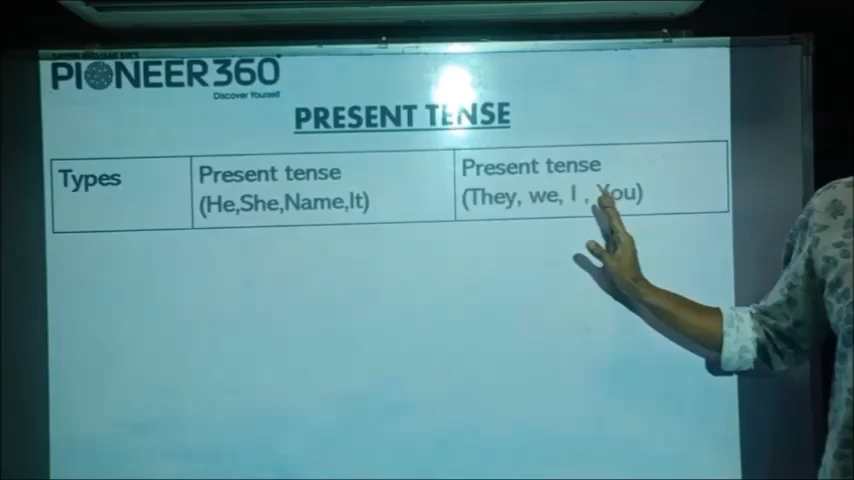 PIONEER360°
Discover Yourself
PRESENT TENSE
Types
Present tense
(He,She,Name,It)
Present tense
(They, we, I , You)